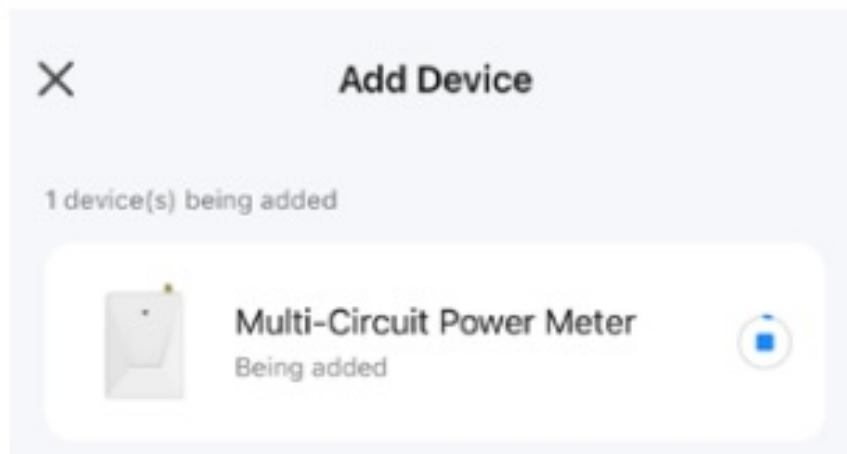 Add Device
1 device(s) being added
Multi-Circuit Power Meter
Being added